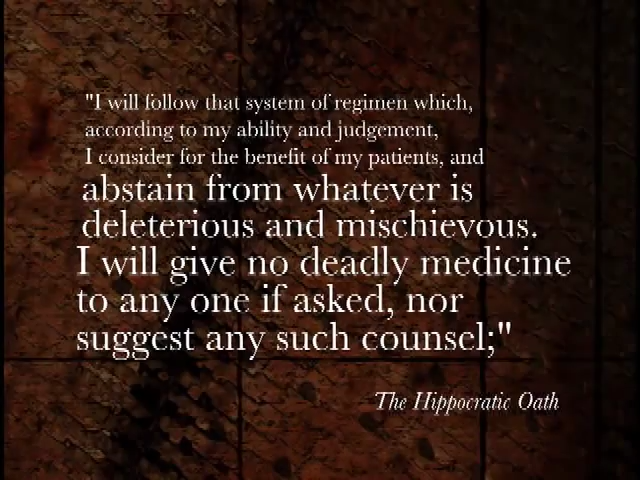 "I will follow that system of regimen which,
according to my ability and judgement,
I consider for the benefit of my patients, and
abstain from whatever is
deleterious and mischievous.
I will give no deadly medicine
to any one if asked, nor
suggest any such counsel;"
The Hippocratic Oath